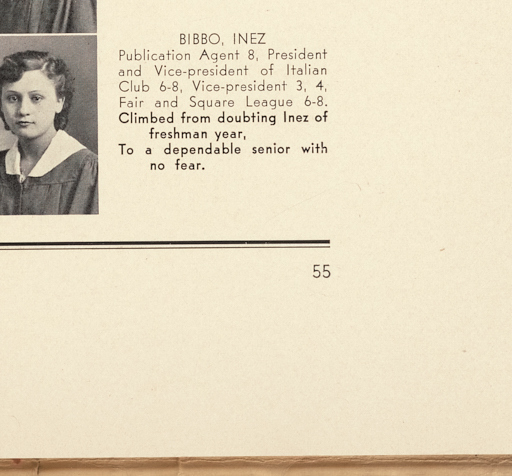 BIBBO, INEZ
Publication Agent 8, President
and Vice-president of Italian
Club 6-8, Vice-president 3, 4,
Fair and Square League 6-8.
Climbed from doubting Inez of
freshman year,
To a dependable senior with
no fear.
55